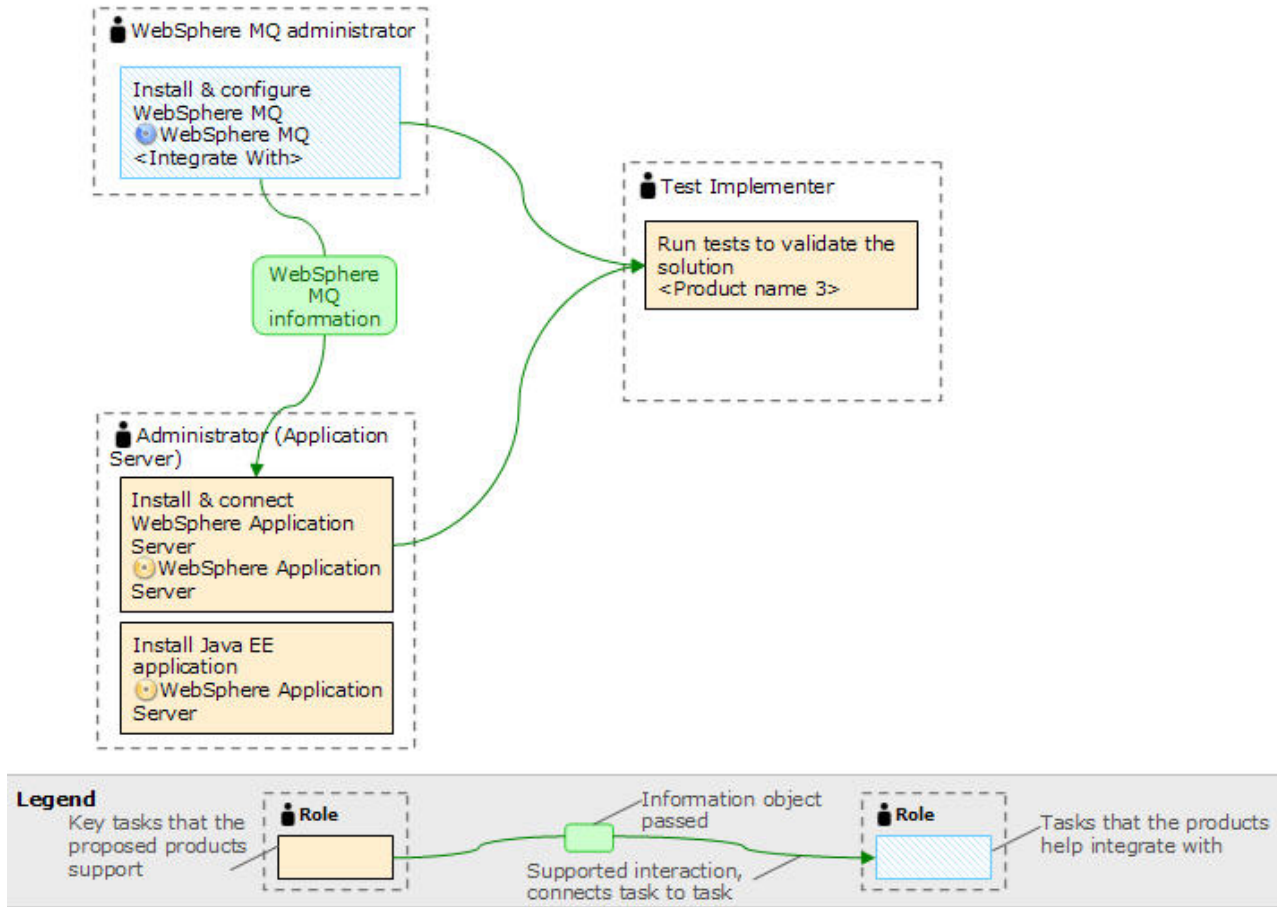 WebSphere MQ administrator
Install & configure
WebSphere MQ
WebSphere MQ
<Integrate With>
Test Implementer
Run tests to validate the
solution
<Product name 3>
WebSphere
MQ
information
Administrator (Application
Server)
Install & connect
WebSphere Application
Server
WebSphere Application
Server
Install Java EE
application
WebSphere Application
Server
Legend
Key tasks that the
proposed products
support
Role
Information object
passed
Supported interaction,
connects task to task
Role
Tasks that the products
help integrate with